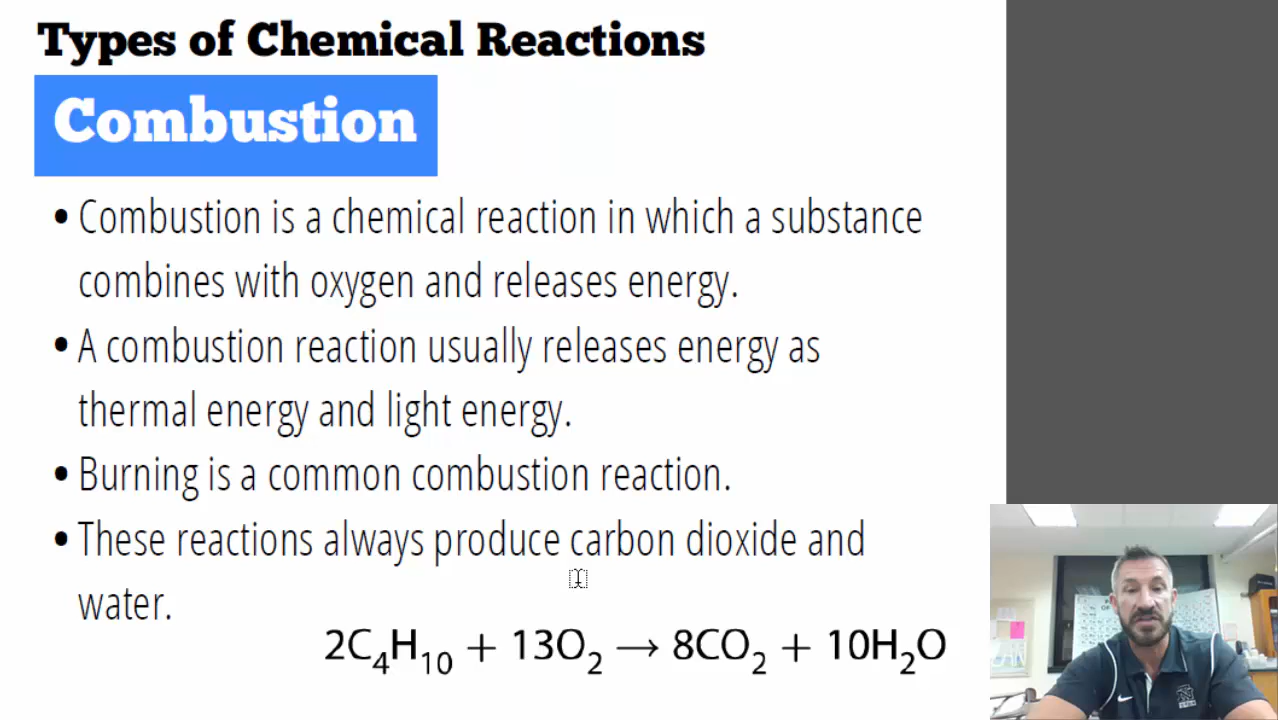 Types of Chemical Reactions
Combustion
• Combustion is a chemical reaction in which a substance
combines with oxygen and releases energy.
• A combustion reaction usually releases energy as
thermal energy and light energy.
• Burning is a common combustion reaction.
• These reactions always produce carbon dioxide and
water.
2C₄H₁₀ + 13O₂ → 8CO₂ + 10H₂O